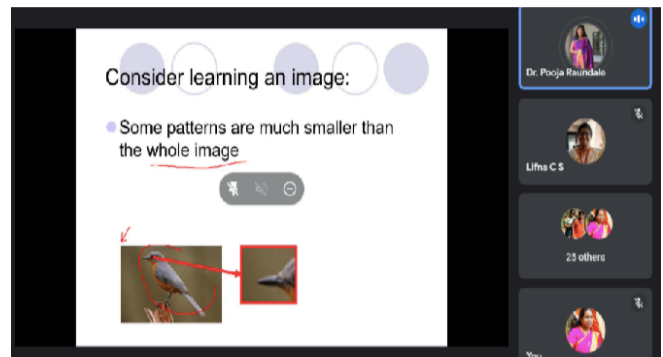 Consider learning an image:
Some patterns are much smaller than
the whole image
Dr. Pooja Raundale
Lifna C S
25 others
You